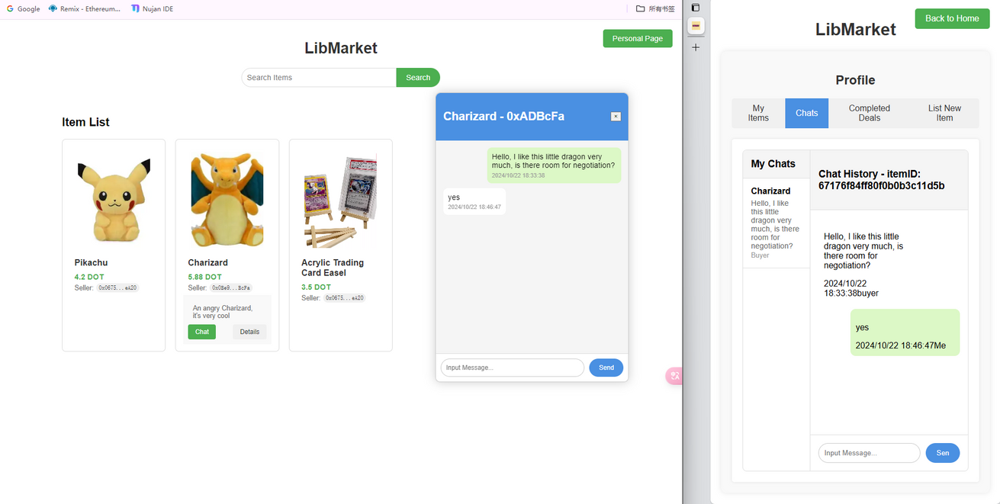 Google
Remix - Ethereum...
Nujan IDE
所有书签
Personal Page
LibMarket
Search Items
Search
Item List
Pikachu
4.2 DOT
Seller: 0x0675...eA20
Charizard
5.88 DOT
Seller: 0x0Be9...BcFa
An angry Charizard,
it's very cool
Chat
Details
Acrylic Trading
Card Easel
3.5 DOT
Seller: 0x0675...eA20
Charizard - 0xADBcFa
×
Hello, I like this little dragon very
much, is there room for negotiation?
2024/10/22 18:33:38
yes
2024/10/22 18:46:47
Input Message...
Send
Back to Home
LibMarket
Profile
My
Items
Chats
Completed
Deals
List New
Item
My Chats
Charizard
Hello, I like
this little
dragon very
much, is there
room for
negotiation?
Buyer
Chat History - itemID:
67176f84ff80f0b0b3c11d5b
Hello, I like this little
dragon very much, is
there room for
negotiation?
2024/10/22
18:33:38buyer
yes
2024/10/22 18:46:47Me
Input Message...
Sen